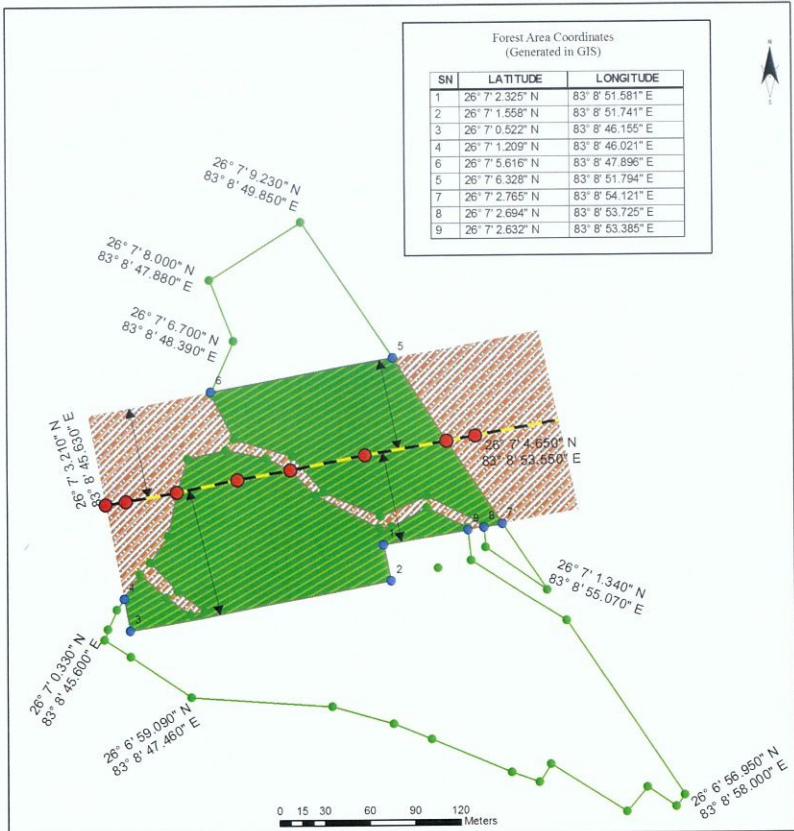 Forest Area Coordinates
(Generated in GIS)
SN LATITUDE LONGITUDE
1 26° 7' 2.325" N 83° 8' 51.581" E
2 26° 7' 1.558" N 83° 8' 51.741" E
3 26° 7' 0.522" N 83° 8' 46.155" E
4 26° 7' 1.209" N 83° 8' 46.021" E
6 26° 7' 5.616" N 83° 8' 47.896" E
5 26° 7' 6.328" N 83° 8' 51.794" E
7 26° 7' 2.765" N 83° 8' 54.121" E
8 26° 7' 2.694" N 83° 8' 53.725" E
9 26° 7' 2.632" N 83° 8' 53.385" E
N
S
26° 7' 9.230" N
83° 8' 49.850" E
26° 7' 8.000" N
83° 8' 47.880" E
26° 7' 6.700" N
83° 8' 48.390" E
5
6
26° 7' 3.210" N
83° 8' 45.630" E
26° 7' 4.650" N
83° 8' 53.550" E
9 8 7
1
2
4
3
26° 7' 1.340" N
83° 8' 55.070" E
26° 7' 0.330" N
83° 8' 45.600" E
26° 6' 59.090" N
83° 8' 47.460" E
26° 6' 56.950" N
83° 8' 58.000" E
0 15 30 60 90 120
Meters